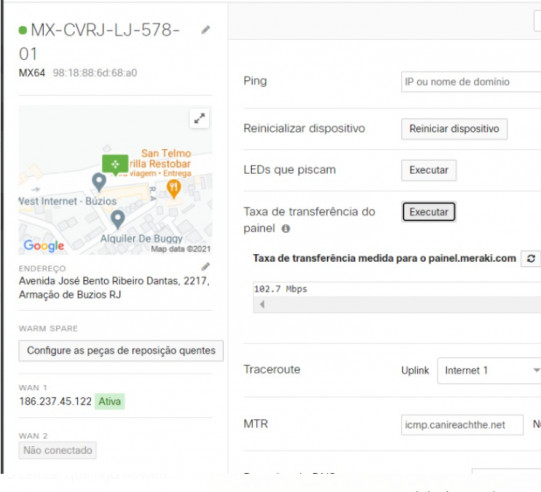 MX-CVRJ-LJ-578-
01
MX64 98:18:88:6d:68:a0
San Telmo
rilla Restobar
viagem • Entrega
West Internet - Búzios
Alquiler De Buggy
Google
Map data ©2021
ENDEREÇO
Avenida José Bento Ribeiro Dantas, 2217,
Armação de Buzios RJ
WARM SPARE
Configure as peças de reposição quentes
WAN 1
186.237.45.122 Ativa
WAN 2
Não conectado
Ping IP ou nome de domínio
Reinicializar dispositivo Reiniciar dispositivo
LEDs que piscam Executar
Taxa de transferência do
painel Executar
Taxa de transferência medida para o painel.meraki.com
102.7 Mbps
Traceroute Uplink Internet 1
MTR icmp.canireachthe.net